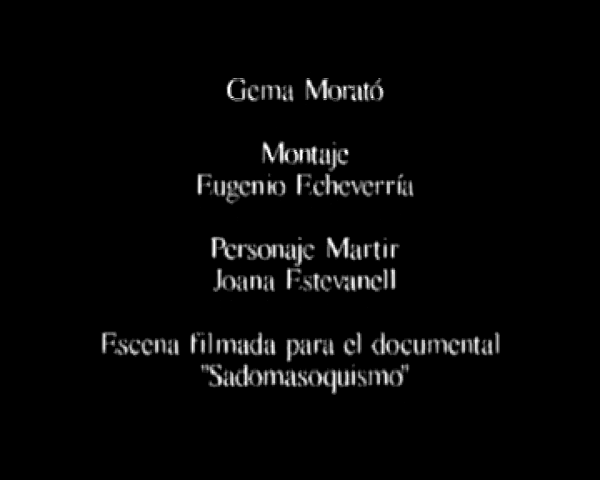 Gema Morató
Montaje
Eugenio Echeverría
Personaje Martir
Joana Estevanell
Escena filmada para el documental
"Sadomasoquismo"